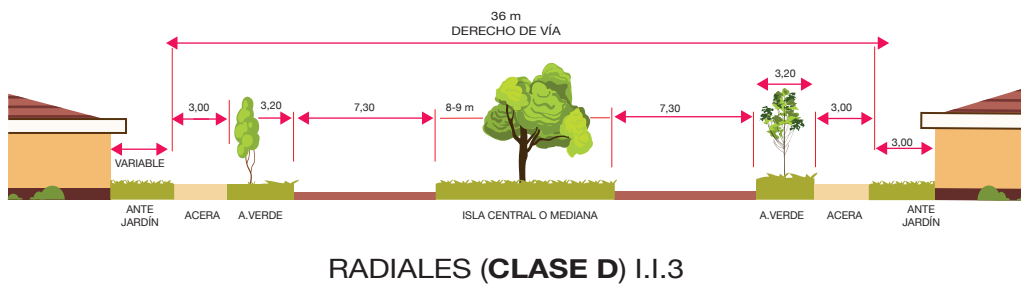 36 m
DERECHO DE VÍA
3,00
3,20
7,30
8-9 m
7,30
3,20
3,00
3,00
VARIABLE
ANTE
JARDÍN
ACERA
A.VERDE
ISLA CENTRAL O MEDIANA
A.VERDE
ACERA
ANTE
JARDÍN
RADIALES (CLASE D) I.I.3